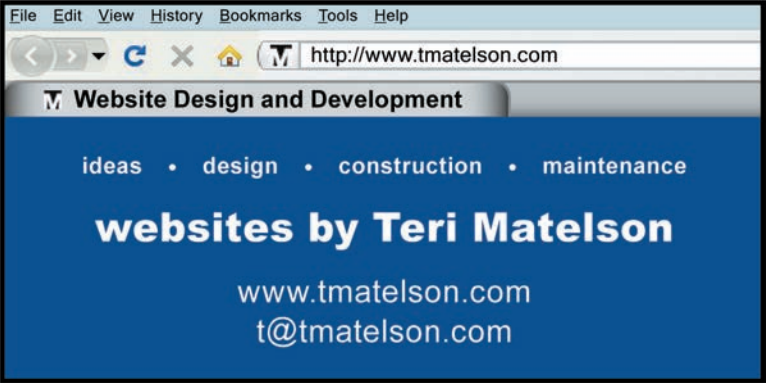 File Edit View History Bookmarks Tools Help
http://www.tmatelson.com
Website Design and Development
ideas • design • construction • maintenance
websites by Teri Matelson
www.tmatelson.com
t@tmatelson.com